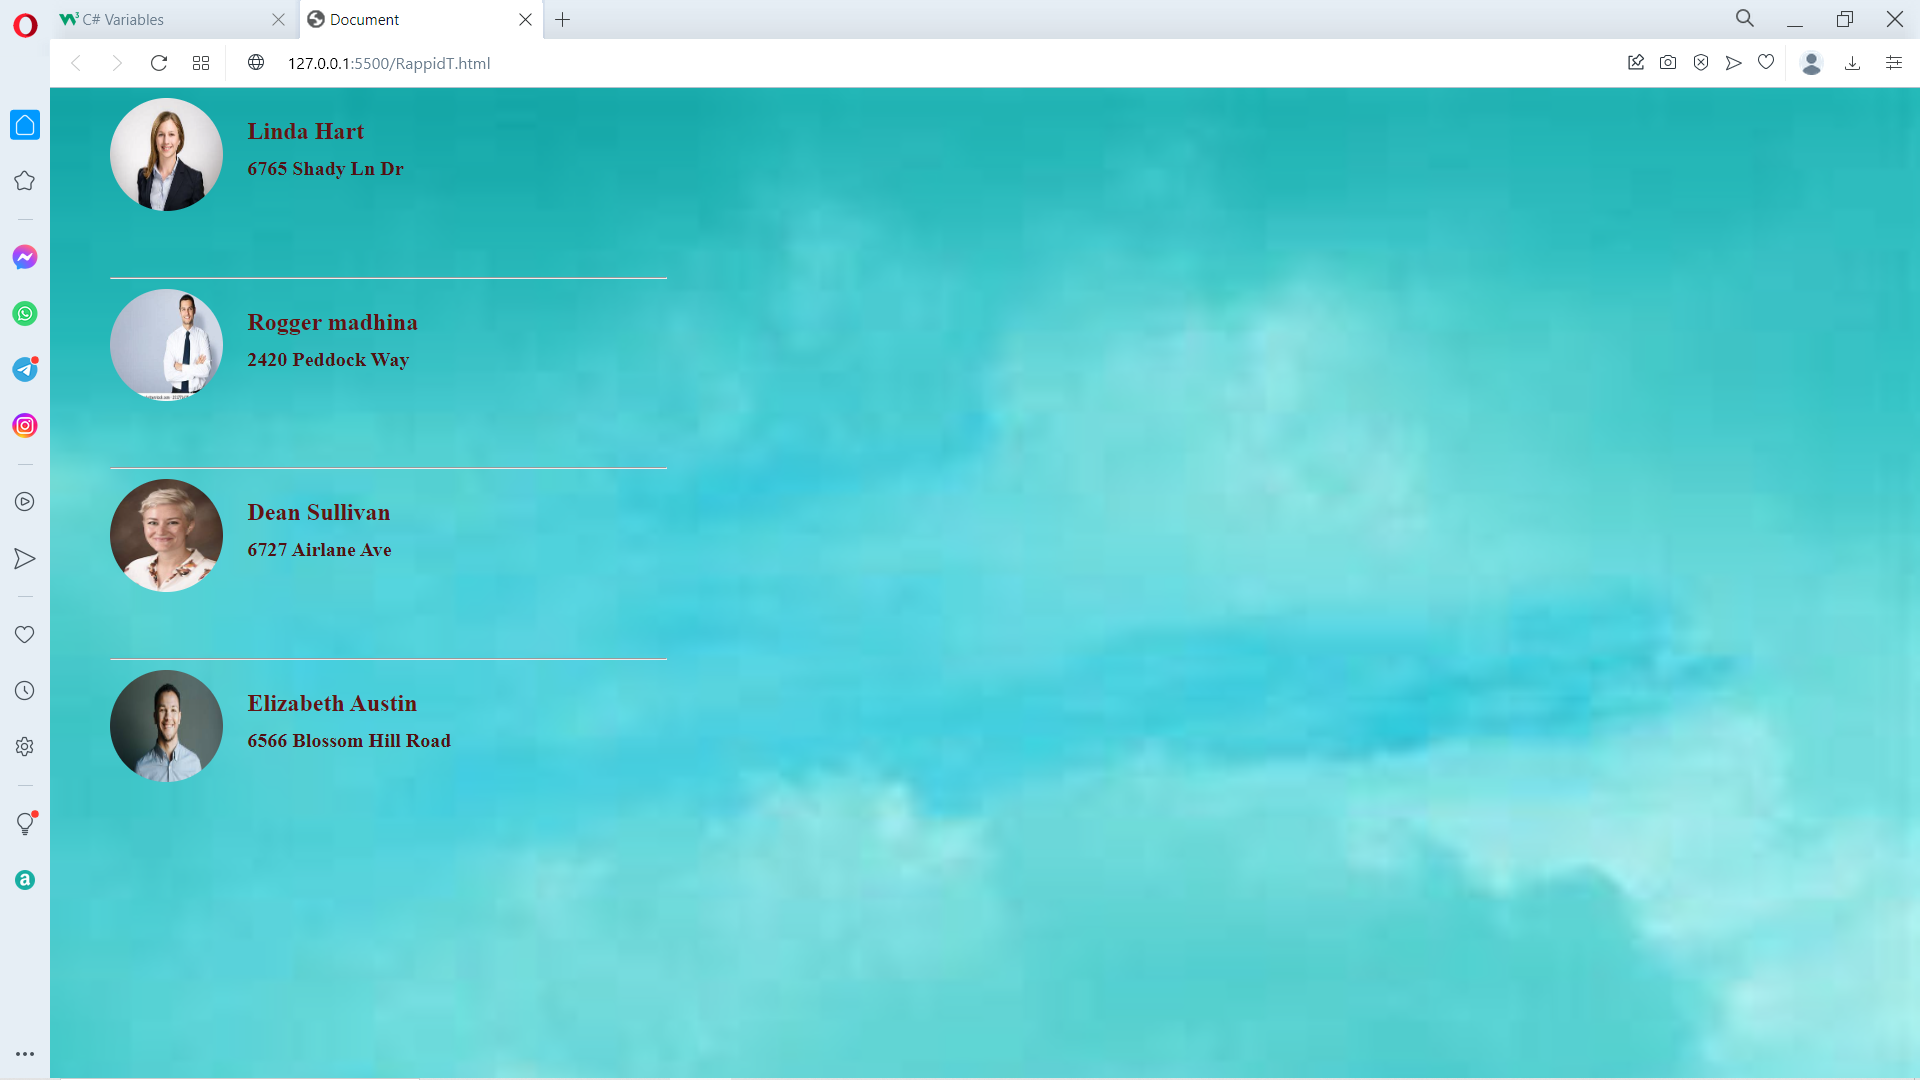 C# Variables
Document
127.0.0.1:5500/RappidT.html
Linda Hart
6765 Shady Ln Dr
Rogger madhina
2420 Peddock Way
Dean Sullivan
6727 Airlane Ave
Elizabeth Austin
6566 Blossom Hill Road